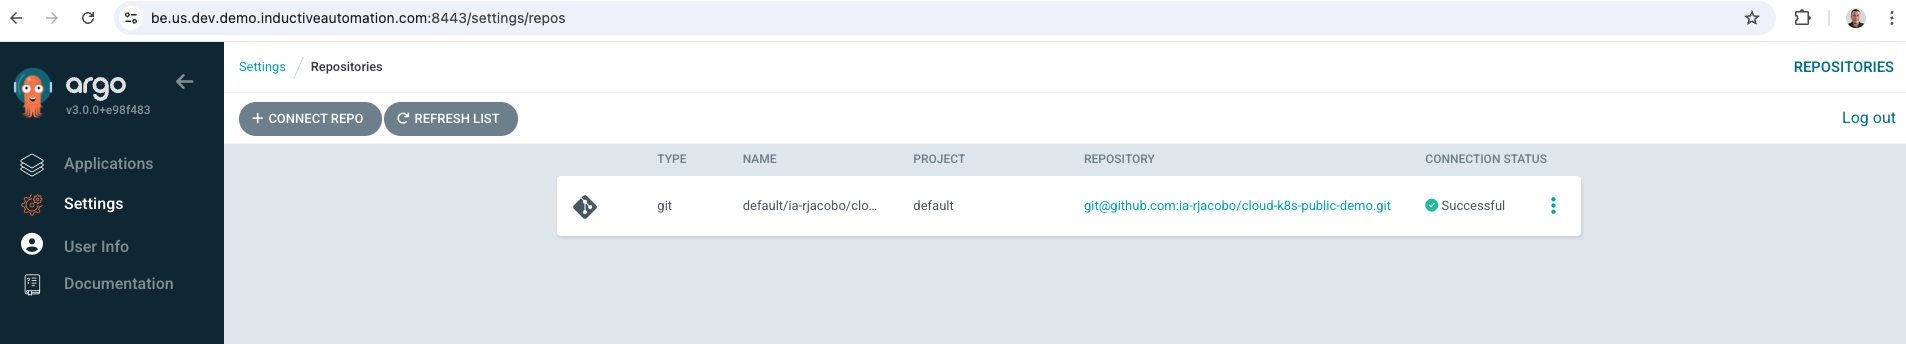 be.us.dev.demo.inductiveautomation.com:8443/settings/repos
argo
v3.0.0+e98f483
Applications
Settings
User Info
Documentation
Settings / Repositories
REPOSITORIES
+ CONNECT REPO
REFRESH LIST
Log out
TYPE NAME PROJECT REPOSITORY CONNECTION STATUS
git default/ia-rjacobo/clo... default git@github.com:ia-rjacobo/cloud-k8s-public-demo.git Successful